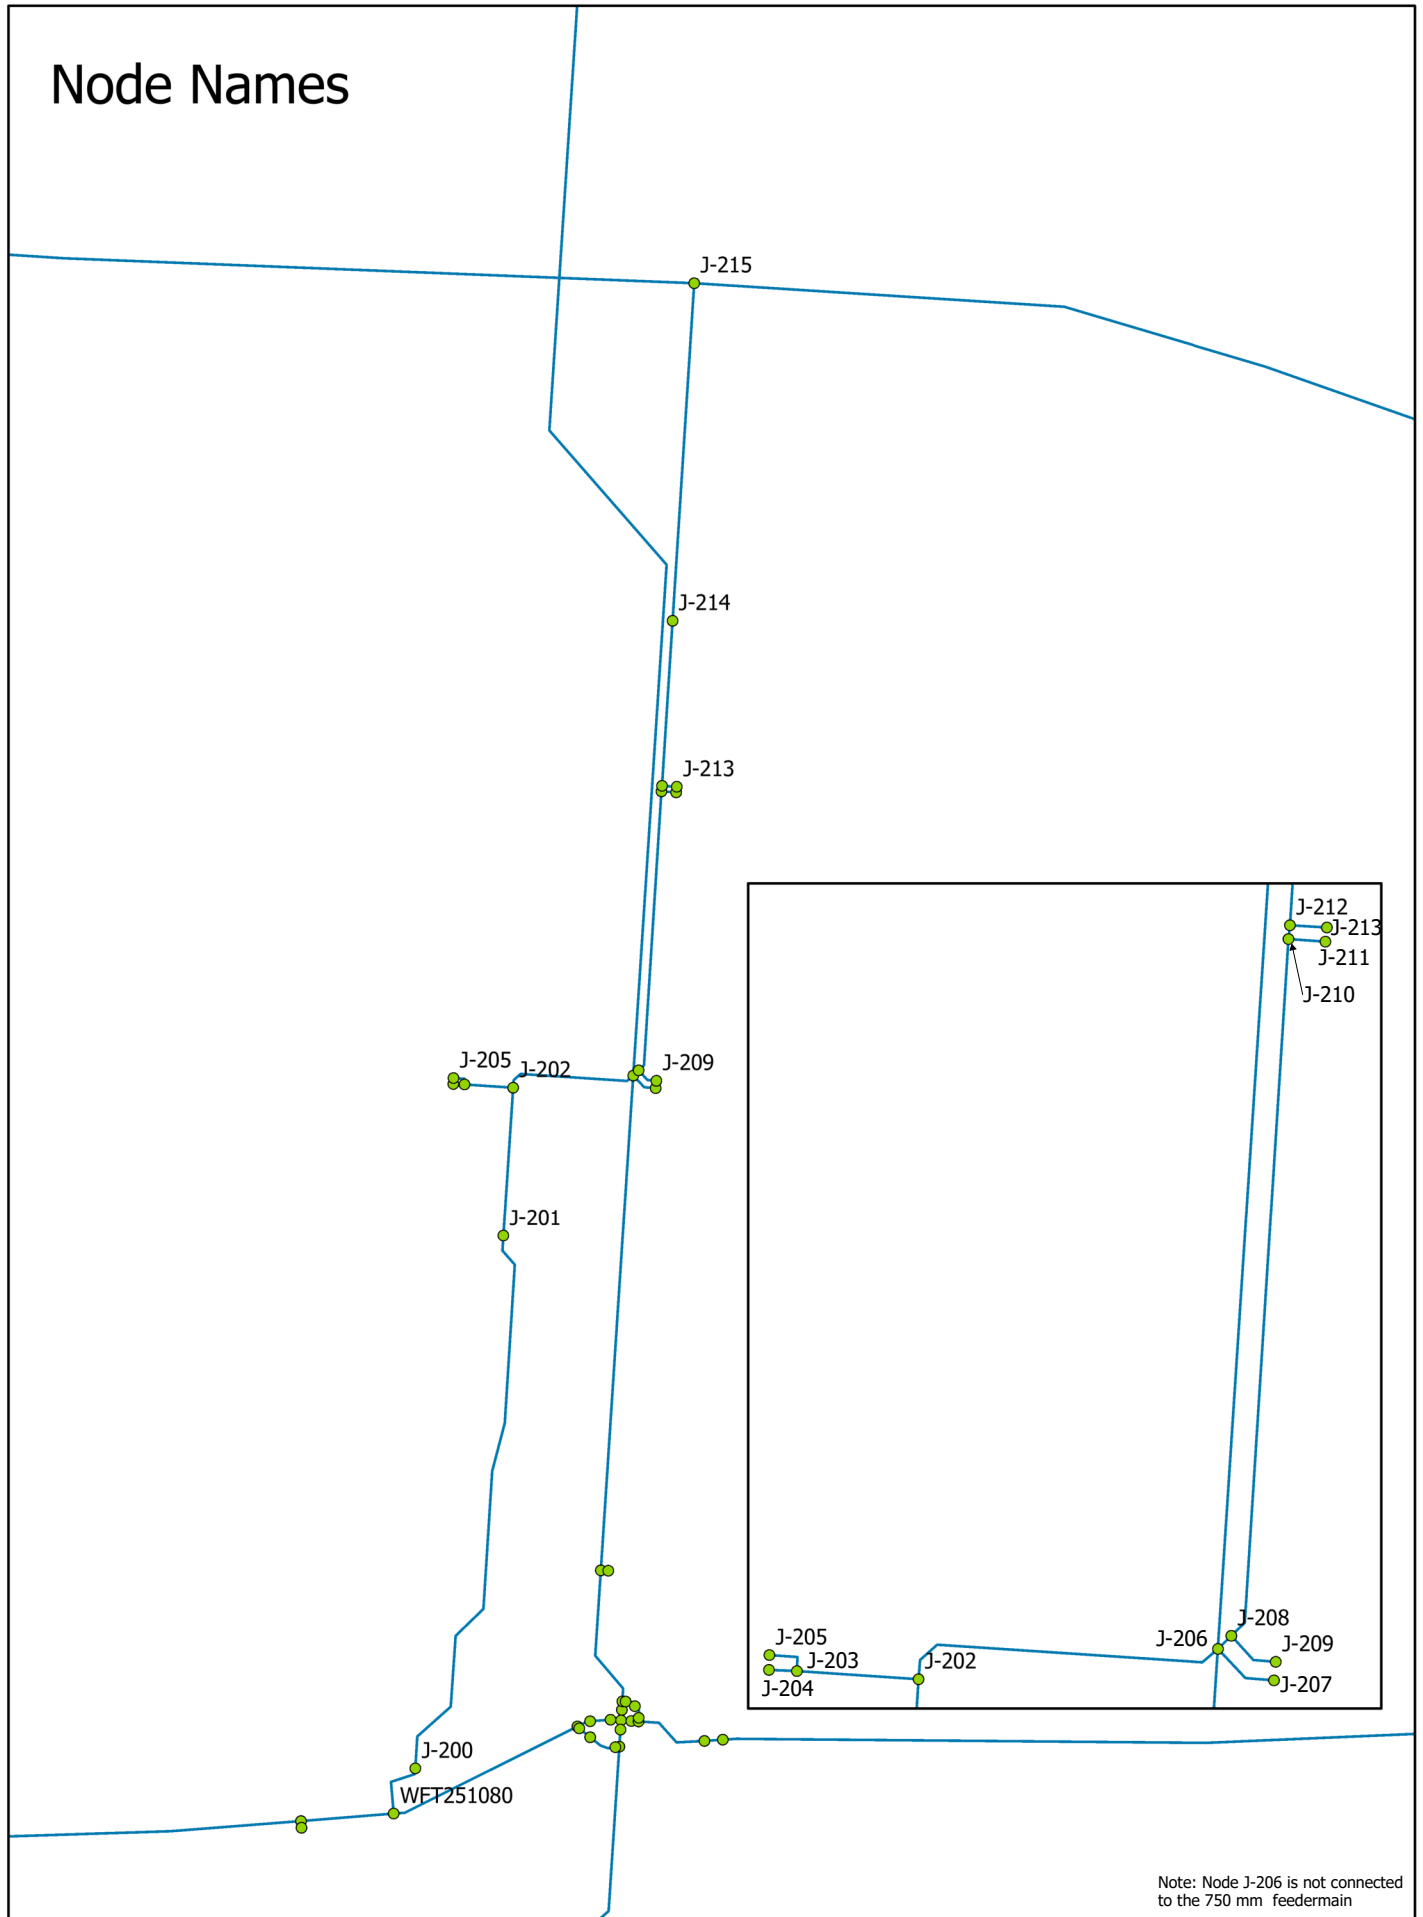 Node Names
J-215
J-214
J-213
J-212
J-213
J-211
J-210
J-205
J-202
J-209
J-201
J-208
J-206
J-209
J-205
J-203
J-202
J-204
J-207
J-200
WFT251080
Note: Node J-206 is not connected
to the 750 mm feedermain